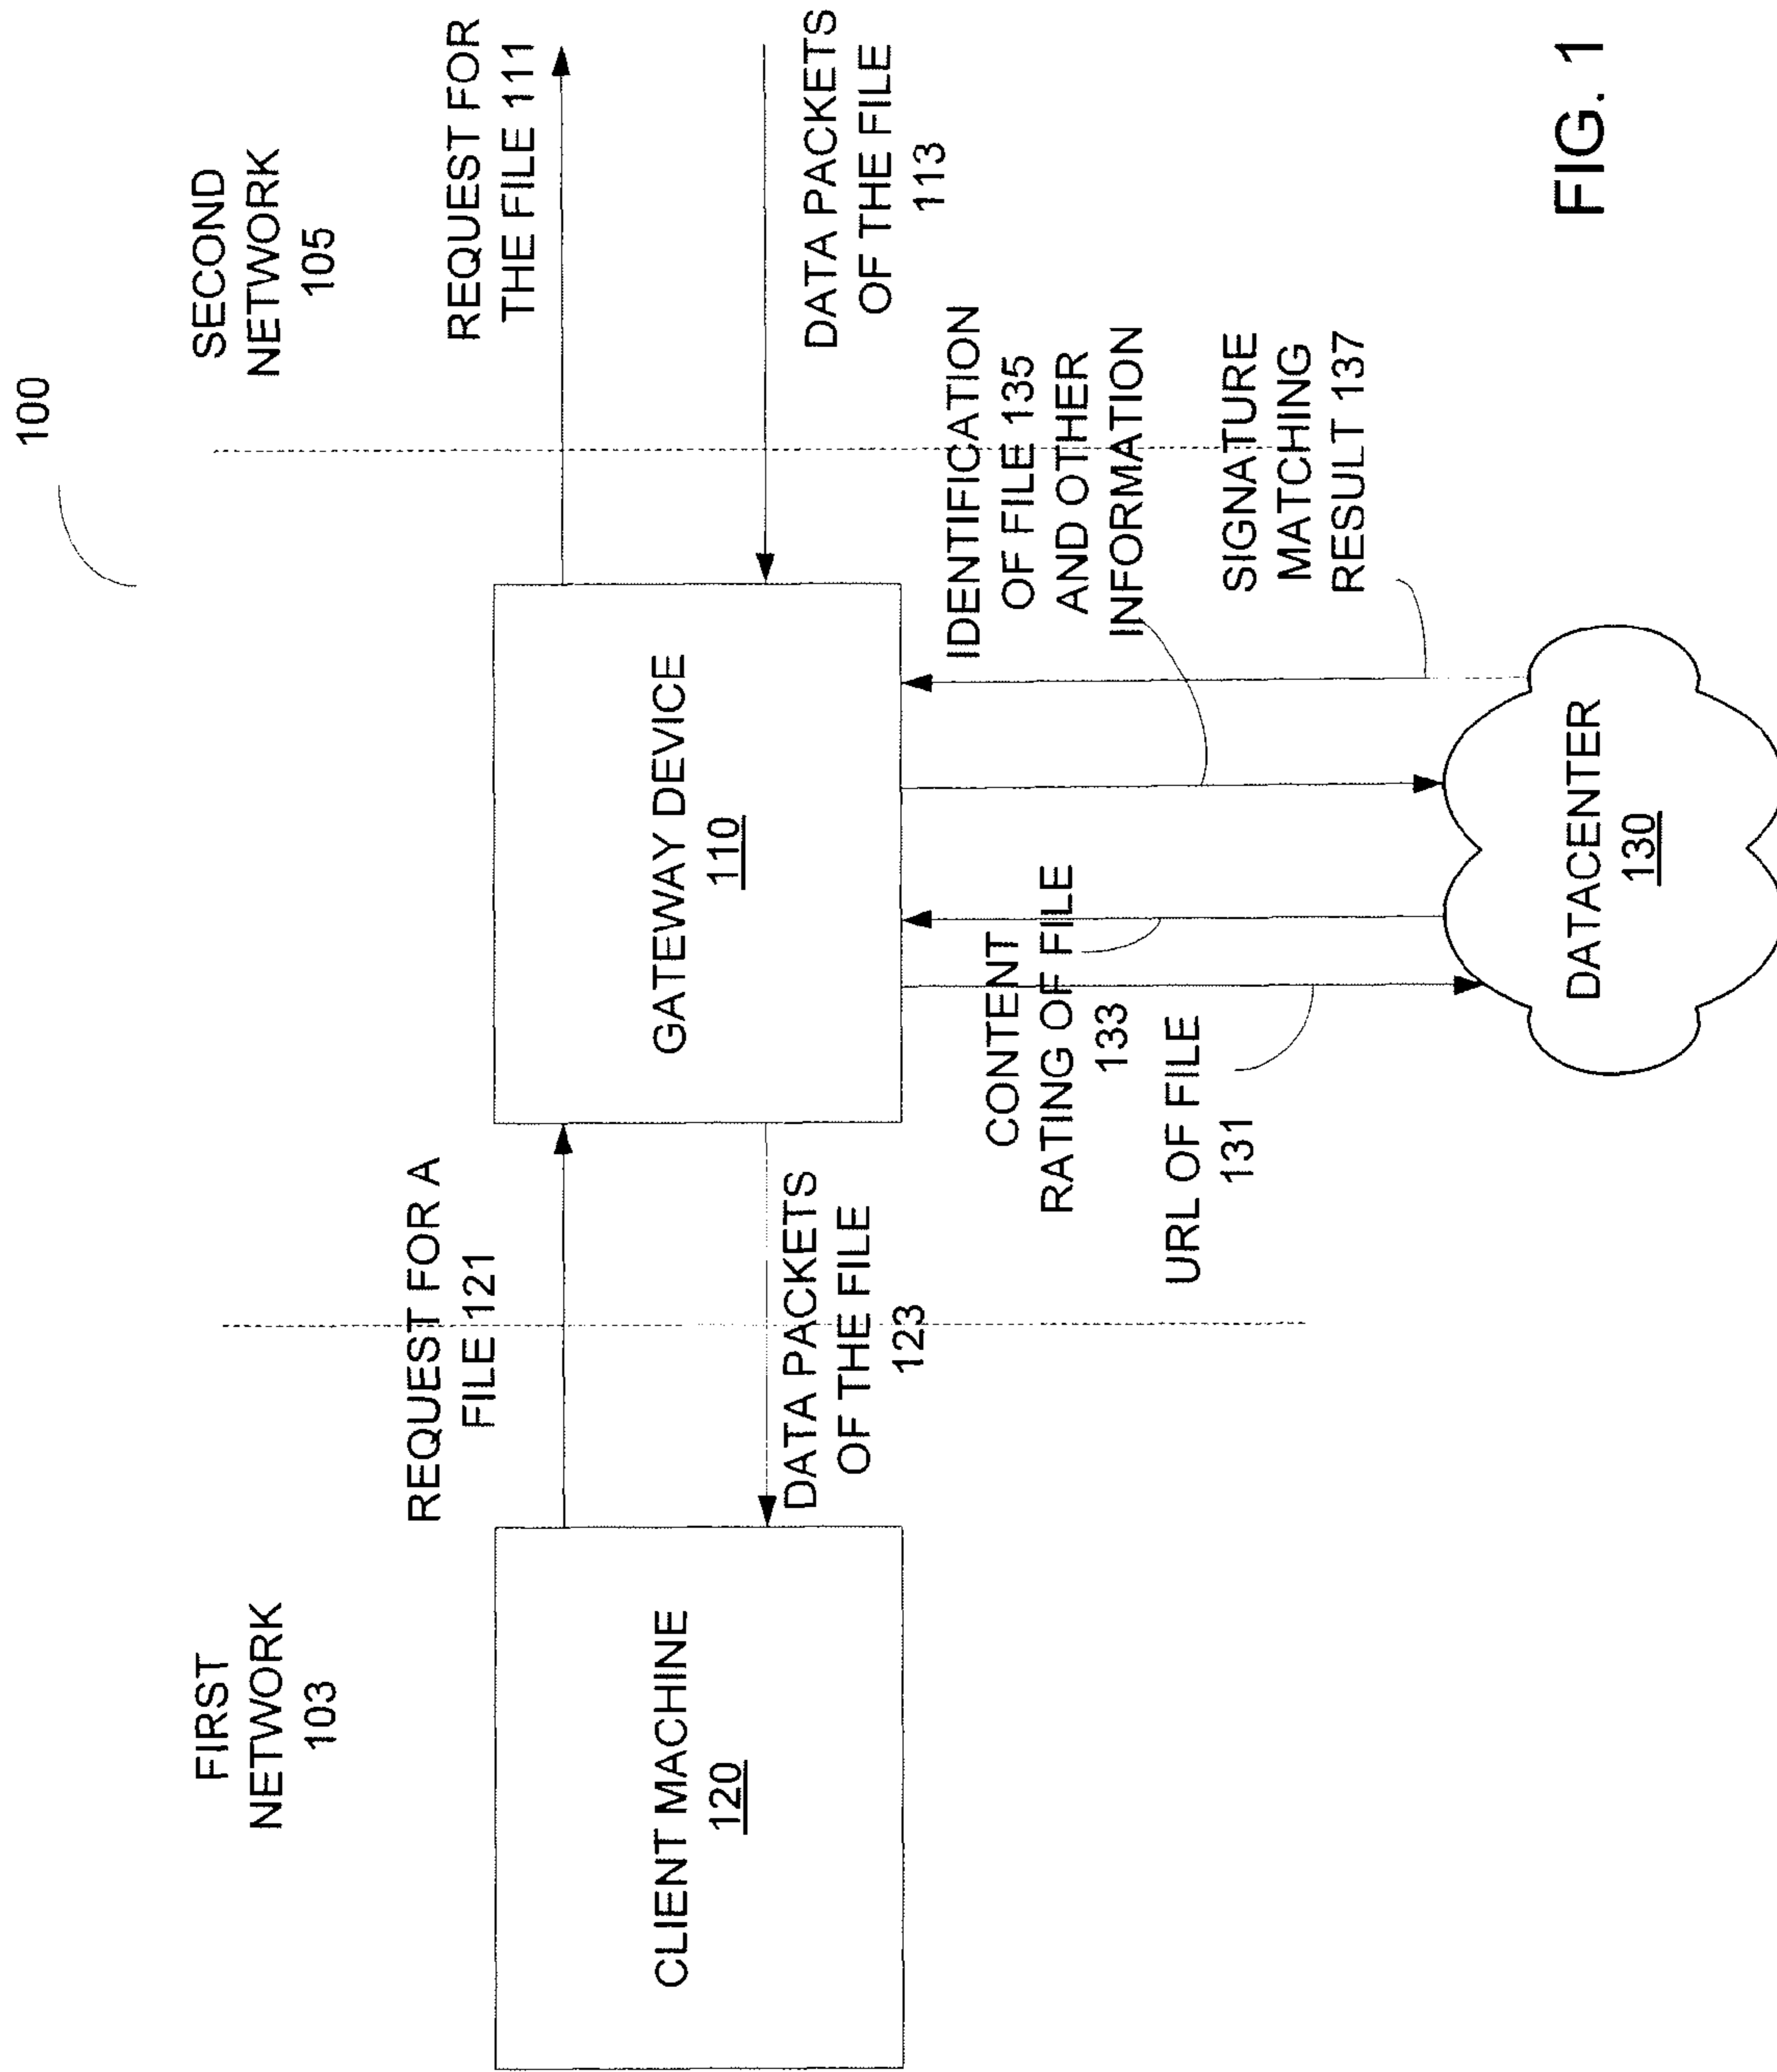 100
FIRST
NETWORK
103
SECOND
NETWORK
105
REQUEST FOR A
FILE 121
REQUEST FOR
THE FILE 111
CLIENT MACHINE
120
GATEWAY DEVICE
110
DATA PACKETS
OF THE FILE
123
DATA PACKETS
OF THE FILE
113
CONTENT
RATING OF FILE
133
URL OF FILE
131
IDENTIFICATION
OF FILE 135
AND OTHER
INFORMATION
SIGNATURE
MATCHING
RESULT 137
DATACENTER
130
FIG. 1